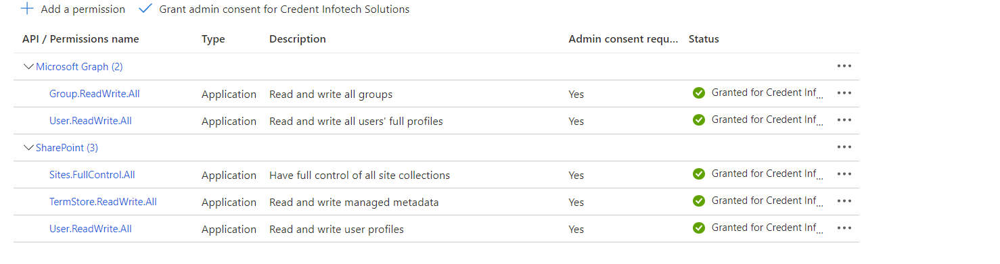 Add a permission Grant admin consent for Credent Infotech Solutions
API / Permissions name Type Description Admin consent requ... Status
Microsoft Graph (2)
Group.ReadWrite.All Application Read and write all groups Yes Granted for Credent Inf...
User.ReadWrite.All Application Read and write all users' full profiles Yes Granted for Credent Inf...
SharePoint (3)
Sites.FullControl.All Application Have full control of all site collections Yes Granted for Credent Inf...
TermStore.ReadWrite.All Application Read and write managed metadata Yes Granted for Credent Inf...
User.ReadWrite.All Application Read and write user profiles Yes Granted for Credent Inf...